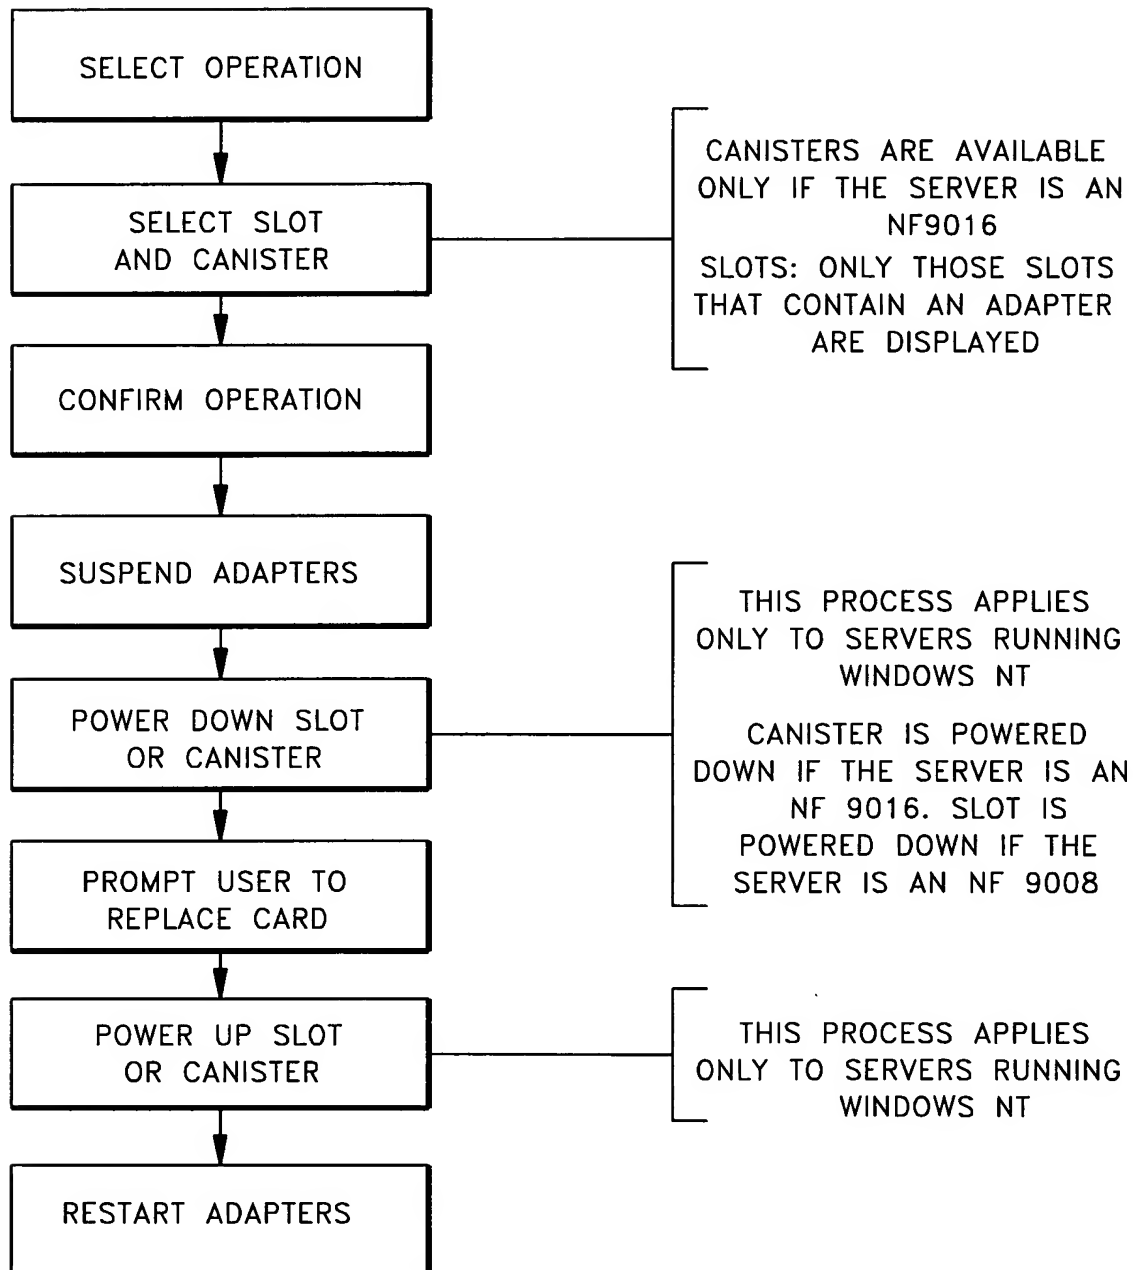 SELECT OPERATION
SELECT SLOT
AND CANISTER
CANISTERS ARE AVAILABLE
ONLY IF THE SERVER IS AN
NF9016
SLOTS: ONLY THOSE SLOTS
THAT CONTAIN AN ADAPTER
ARE DISPLAYED
CONFIRM OPERATION
SUSPEND ADAPTERS
POWER DOWN SLOT
OR CANISTER
THIS PROCESS APPLIES
ONLY TO SERVERS RUNNING
WINDOWS NT
CANISTER IS POWERED
DOWN IF THE SERVER IS AN
NF 9016. SLOT IS
POWERED DOWN IF THE
SERVER IS AN NF 9008
PROMPT USER TO
REPLACE CARD
POWER UP SLOT
OR CANISTER
THIS PROCESS APPLIES
ONLY TO SERVERS RUNNING
WINDOWS NT
RESTART ADAPTERS